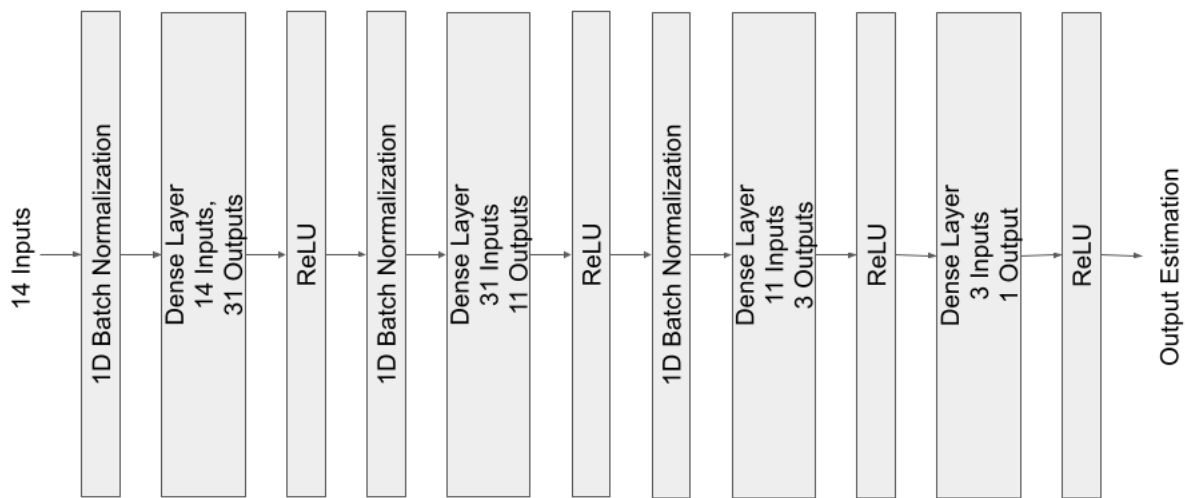 14 Inputs
1D Batch Normalization
Dense Layer
14 Inputs,
31 Outputs
ReLU
1D Batch Normalization
Dense Layer
31 Inputs
11 Outputs
ReLU
1D Batch Normalization
Dense Layer
11 Inputs
3 Outputs
ReLU
Dense Layer
3 Inputs
1 Output
ReLU
Output Estimation